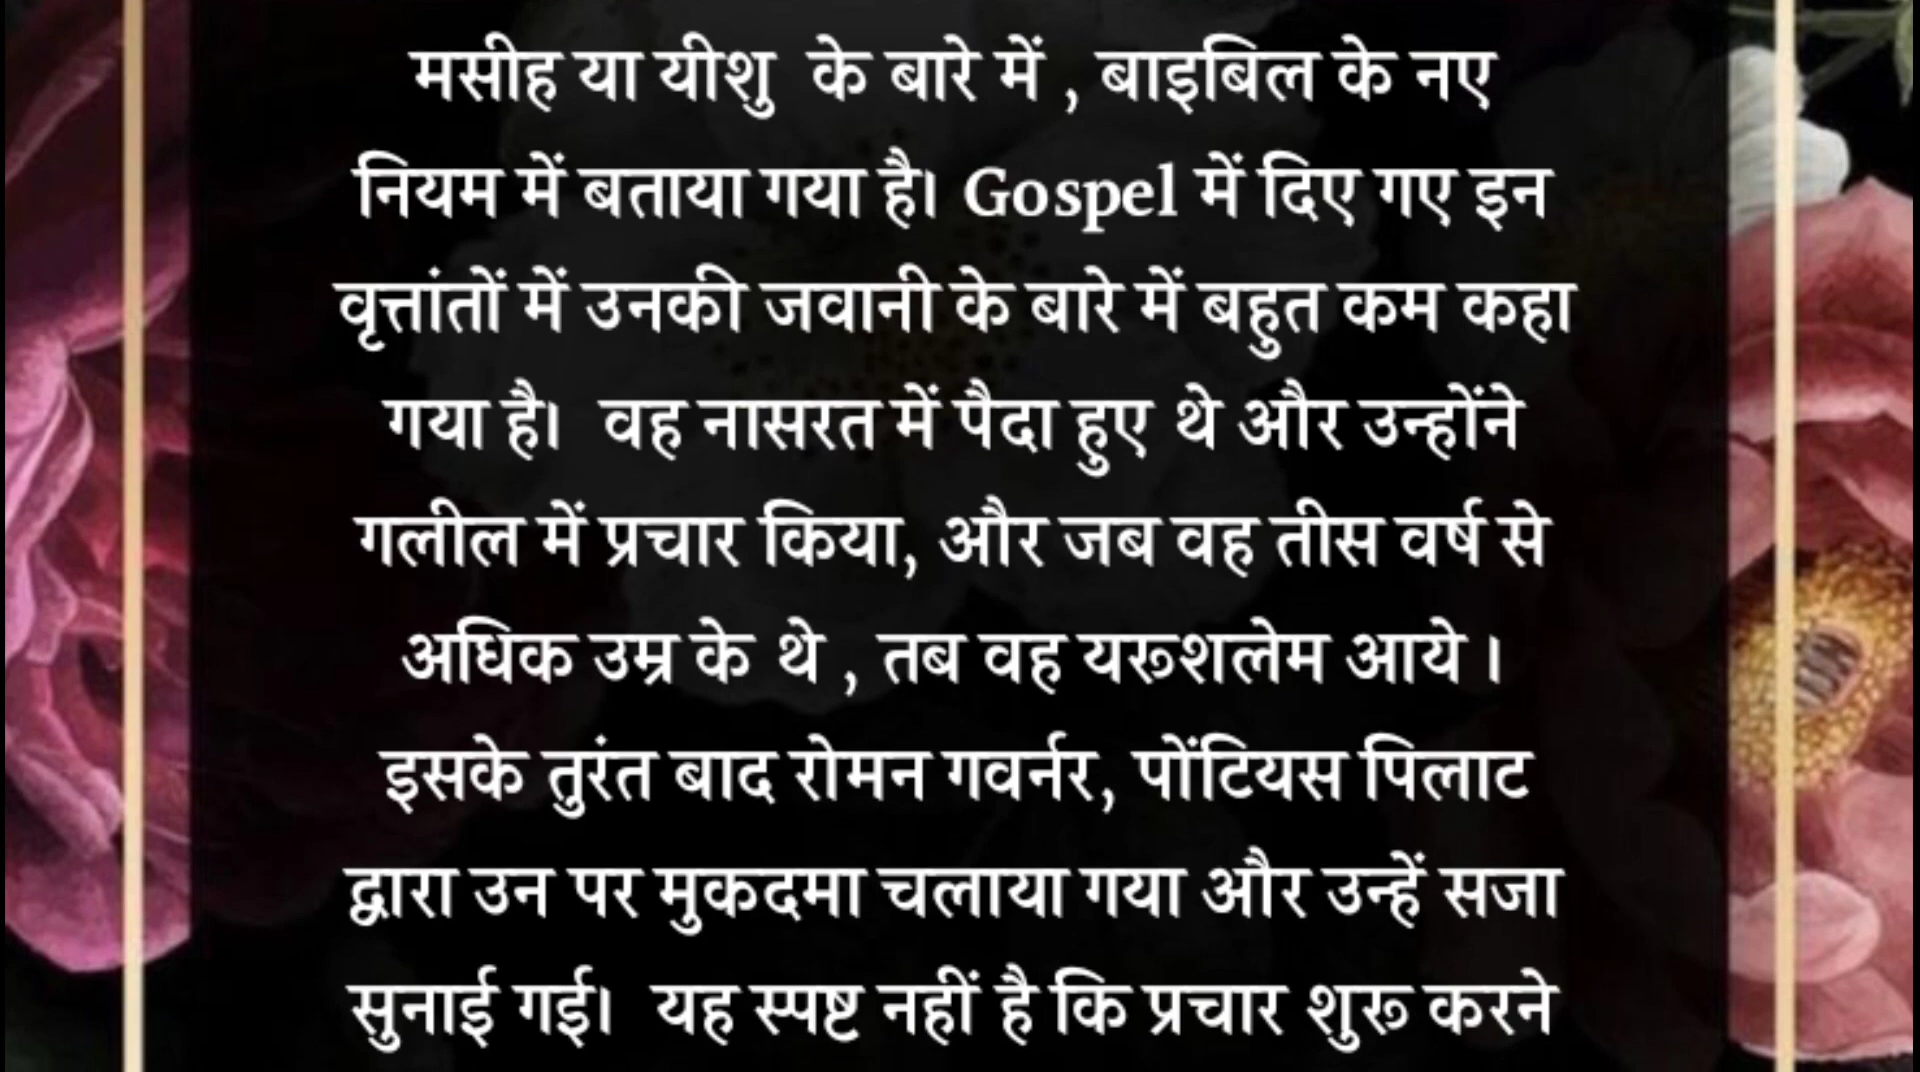 मसीह या यीशु के बारे में , बाइबिल के नए
नियम में बताया गया है। Gospel में दिए गए इन
वृत्तांतों में उनकी जवानी के बारे में बहुत कम कहा
गया है। वह नासरत में पैदा हुए थे और उन्होंने
गलील में प्रचार किया, और जब वह तीस वर्ष से
अधिक उम्र के थे , तब वह यरूशलेम आये ।
इसके तुरंत बाद रोमन गवर्नर, पोंटियस पिलाट
द्वारा उन पर मुकदमा चलाया गया और उन्हें सजा
सुनाई गई। यह स्पष्ट नहीं है कि प्रचार शुरू करने